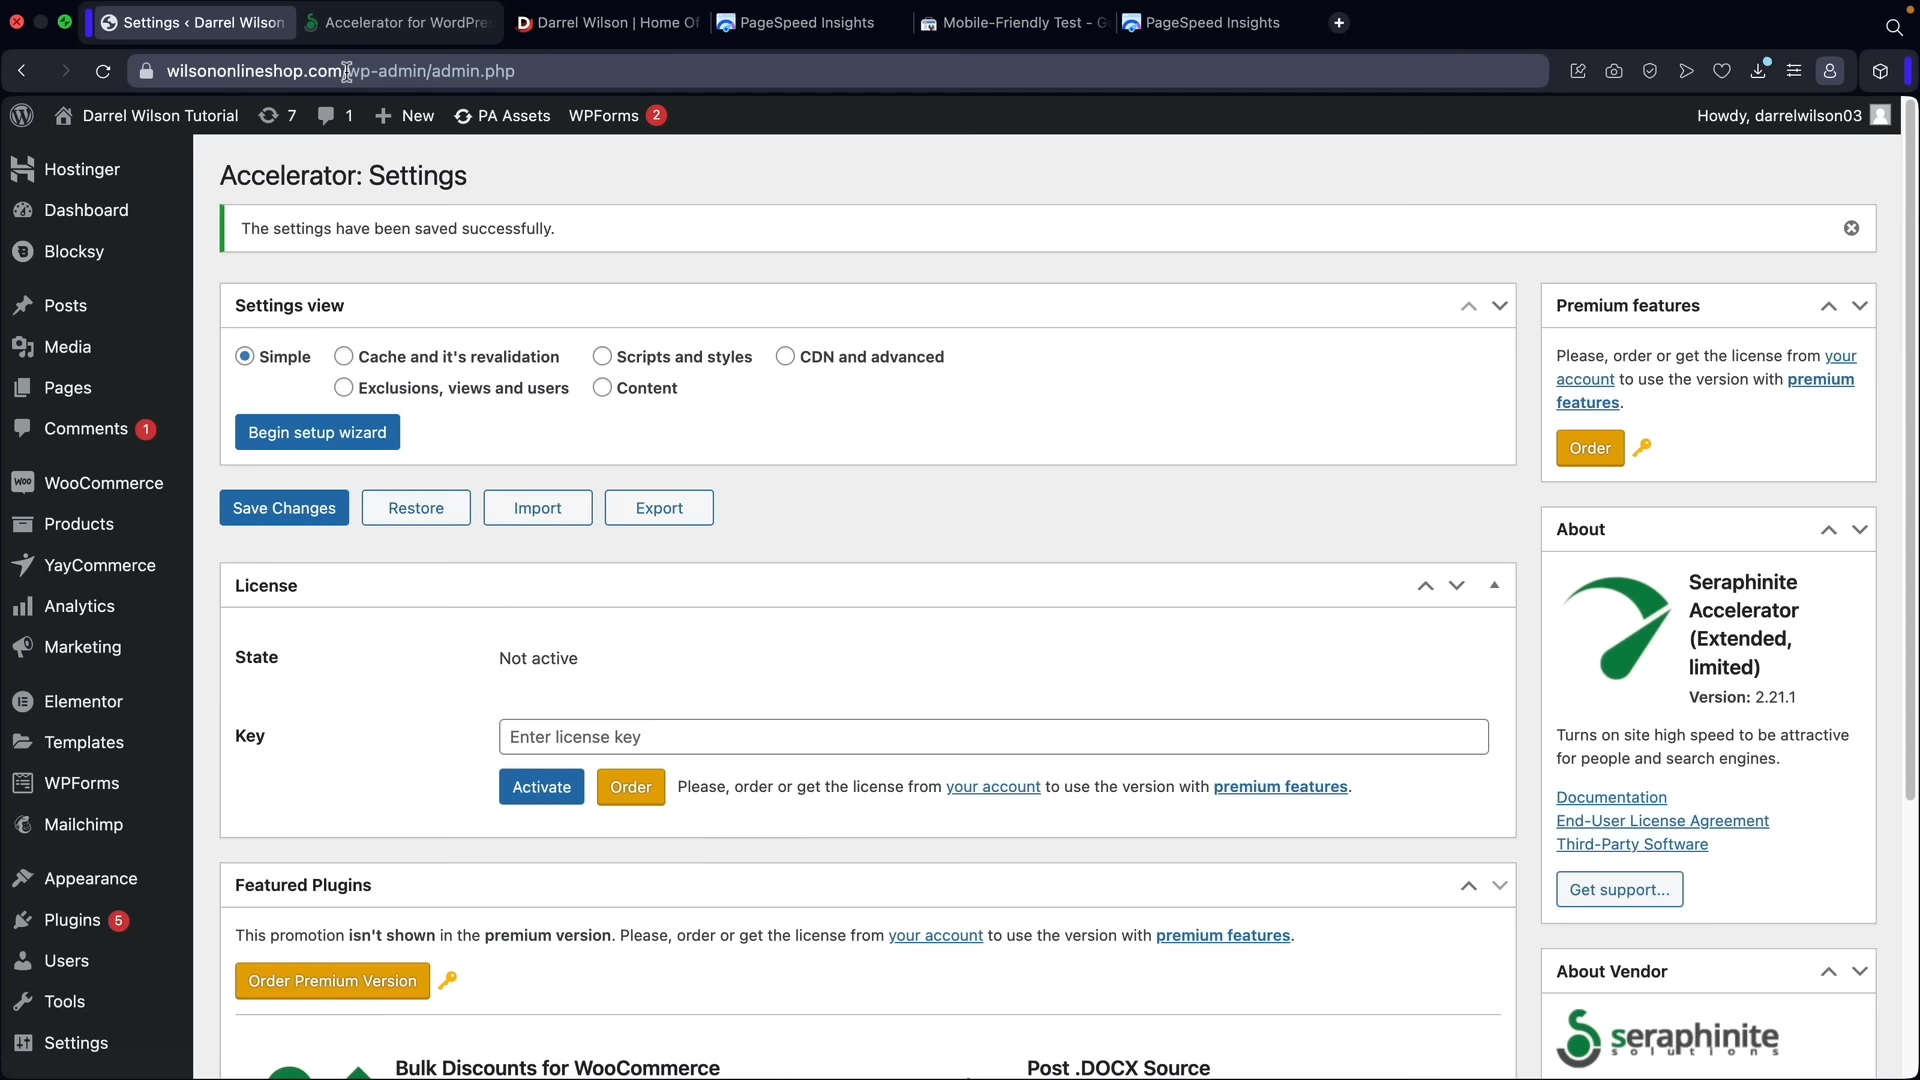 Settings < Darrel Wilson
Accelerator for WordPre
Darrel Wilson | Home Of
PageSpeed Insights
Mobile-Friendly Test - G
PageSpeed Insights
wilsononlineshop.com/wp-admin/admin.php
Darrel Wilson Tutorial
7
1
New
PA Assets
WPForms 2
Howdy, darrelwilson03
Hostinger
Dashboard
Blocksy
Posts
Media
Pages
Comments 1
WooCommerce
Products
YayCommerce
Analytics
Marketing
Elementor
Templates
WPForms
Mailchimp
Appearance
Plugins 5
Users
Tools
Settings
Accelerator: Settings
The settings have been saved successfully.
Settings view
Simple
Cache and it's revalidation
Scripts and styles
CDN and advanced
Exclusions, views and users
Content
Begin setup wizard
Save Changes
Restore
Import
Export
License
State
Not active
Key
Enter license key
Activate
Order
Please, order or get the license from your account to use the version with premium features.
Featured Plugins
This promotion isn't shown in the premium version. Please, order or get the license from your account to use the version with premium features.
Order Premium Version
Bulk Discounts for WooCommerce
Post .DOCX Source
Premium features
Please, order or get the license from your
account to use the version with premium
features.
Order
About
Seraphinite
Accelerator
(Extended,
limited)
Version: 2.21.1
Turns on site high speed to be attractive
for people and search engines.
Documentation
End-User License Agreement
Third-Party Software
Get support...
About Vendor
seraphinite
solutions